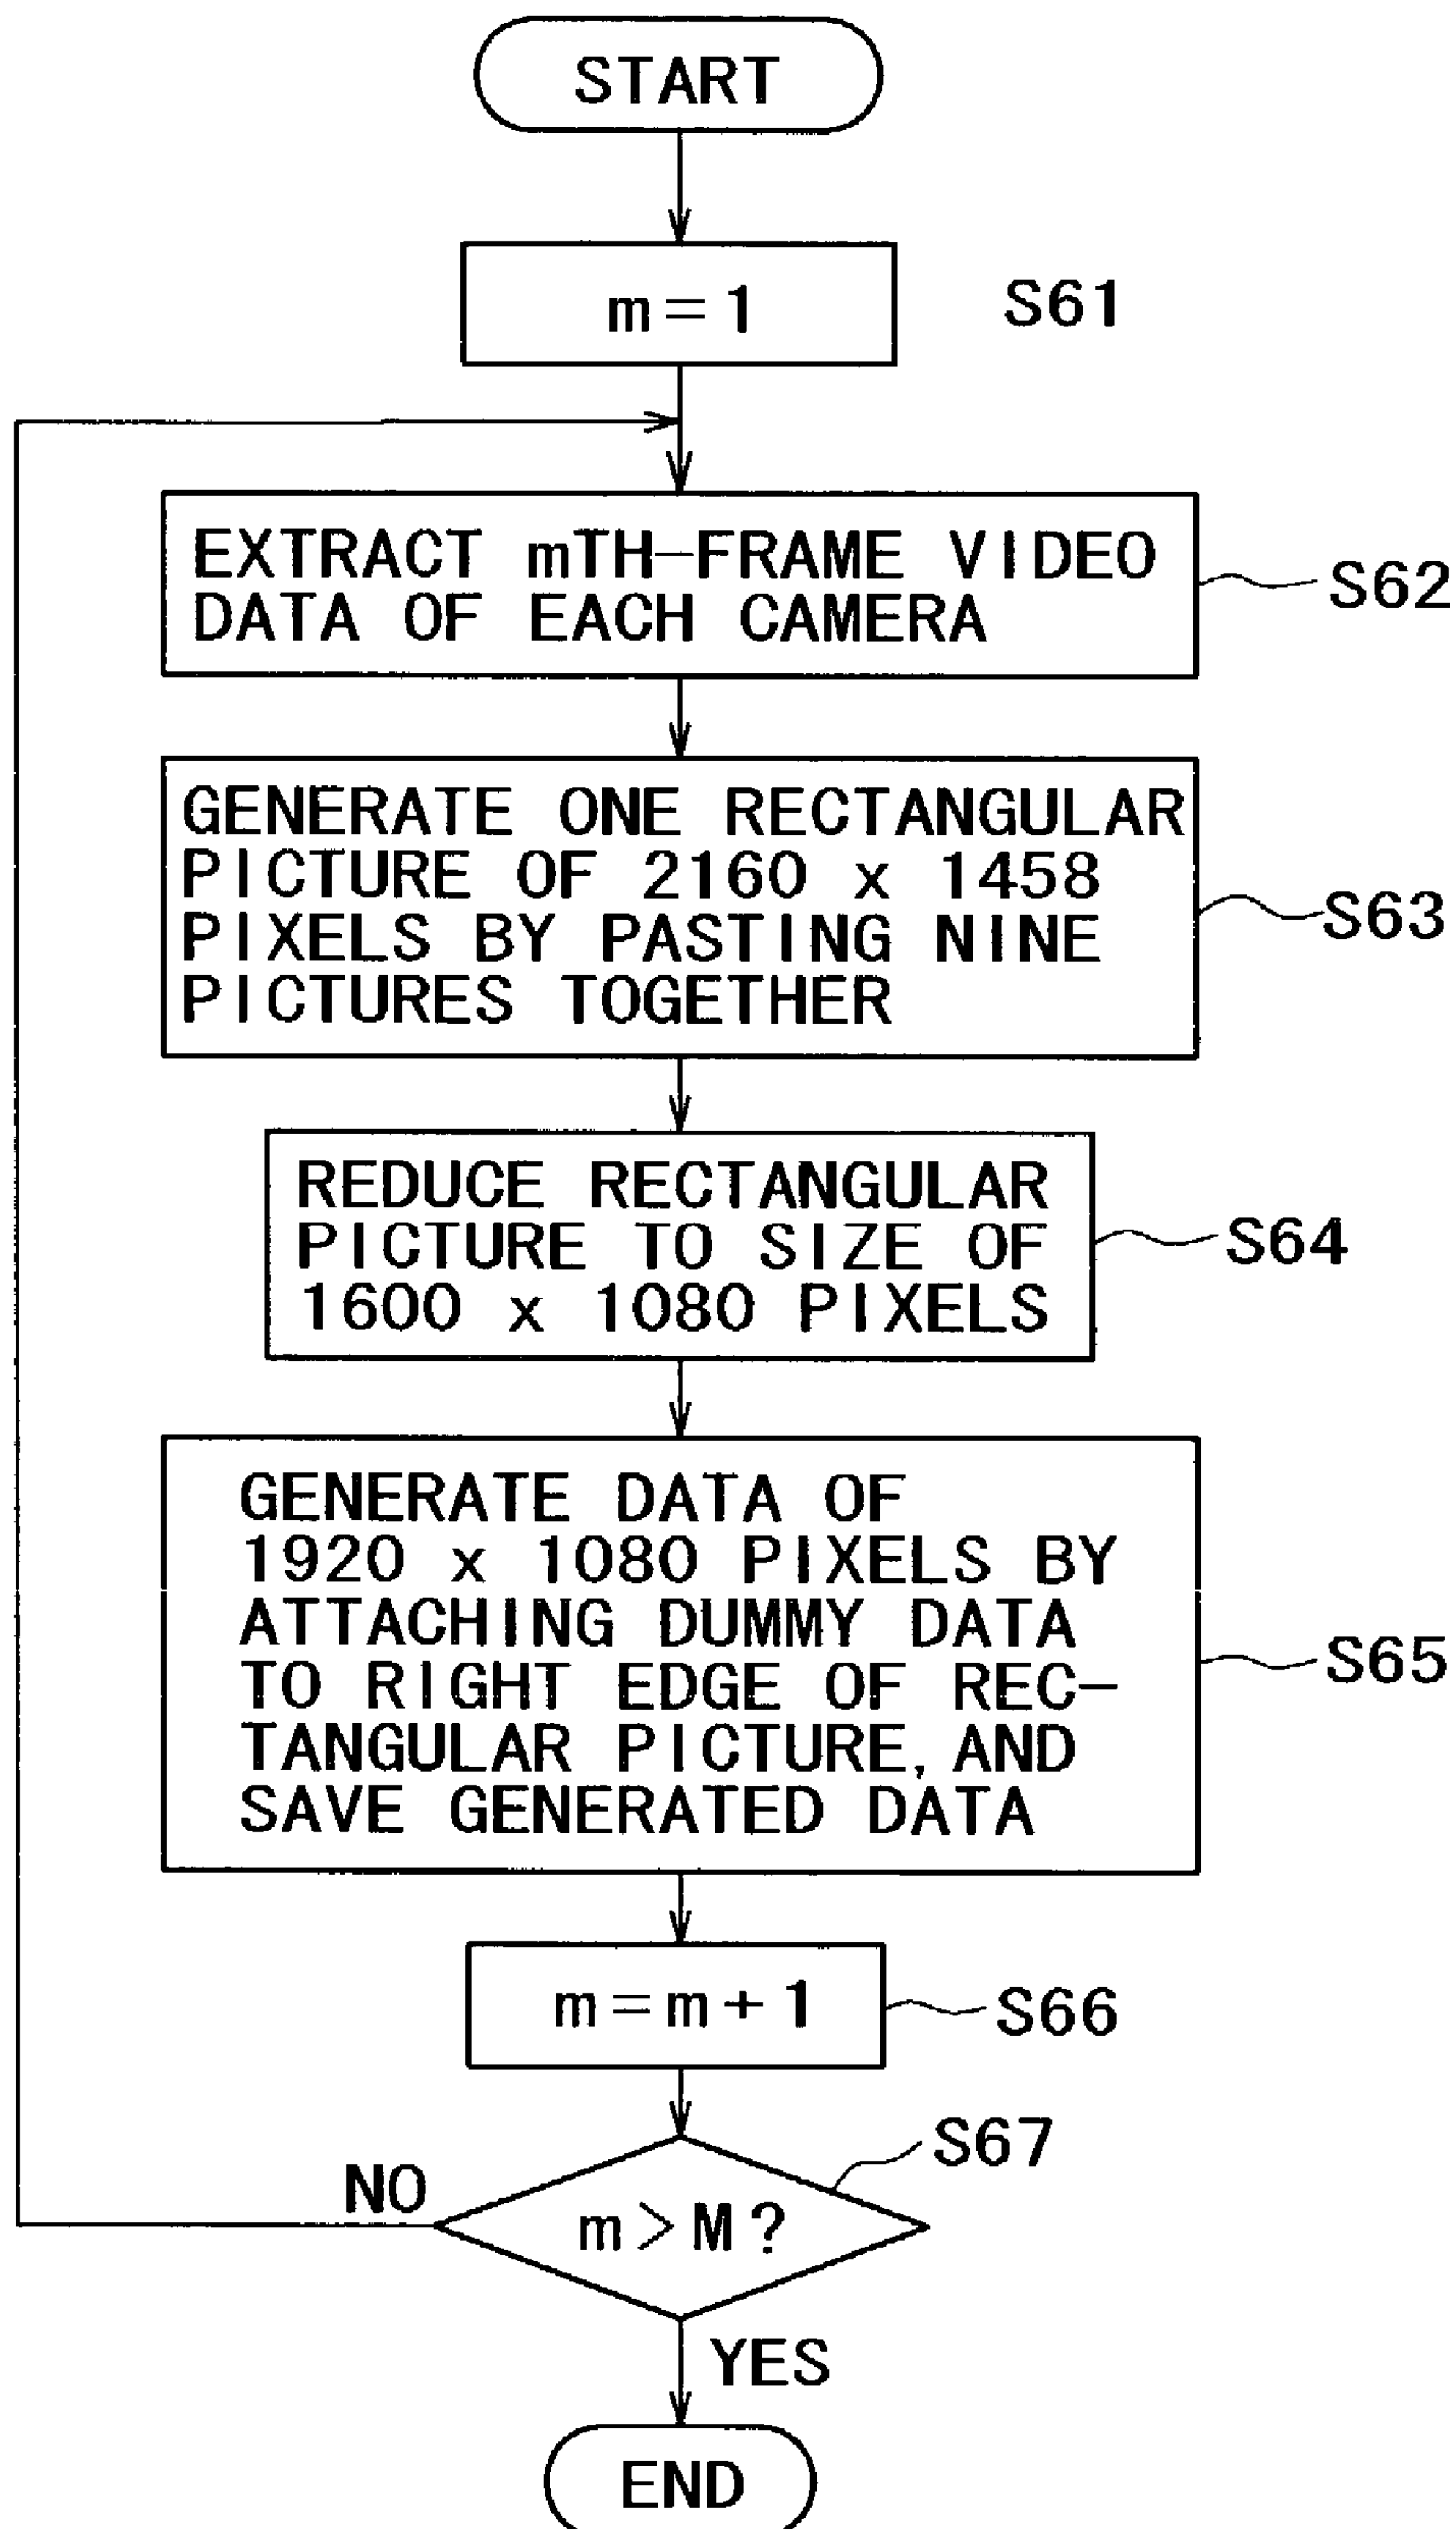 START
m=1
S61
EXTRACT mTH-FRAME VIDEO
DATA OF EACH CAMERA
S62
GENERATE ONE RECTANGULAR
PICTURE OF 2160 x 1458
PIXELS BY PASTING NINE
PICTURES TOGETHER
S63
REDUCE RECTANGULAR
PICTURE TO SIZE OF
1600 x 1080 PIXELS
S64
GENERATE DATA OF
1920 x 1080 PIXELS BY
ATTACHING DUMMY DATA
TO RIGHT EDGE OF REC-
TANGULAR PICTURE, AND
SAVE GENERATED DATA
S65
m=m+1
S66
S67
NO
m>M?
YES
END